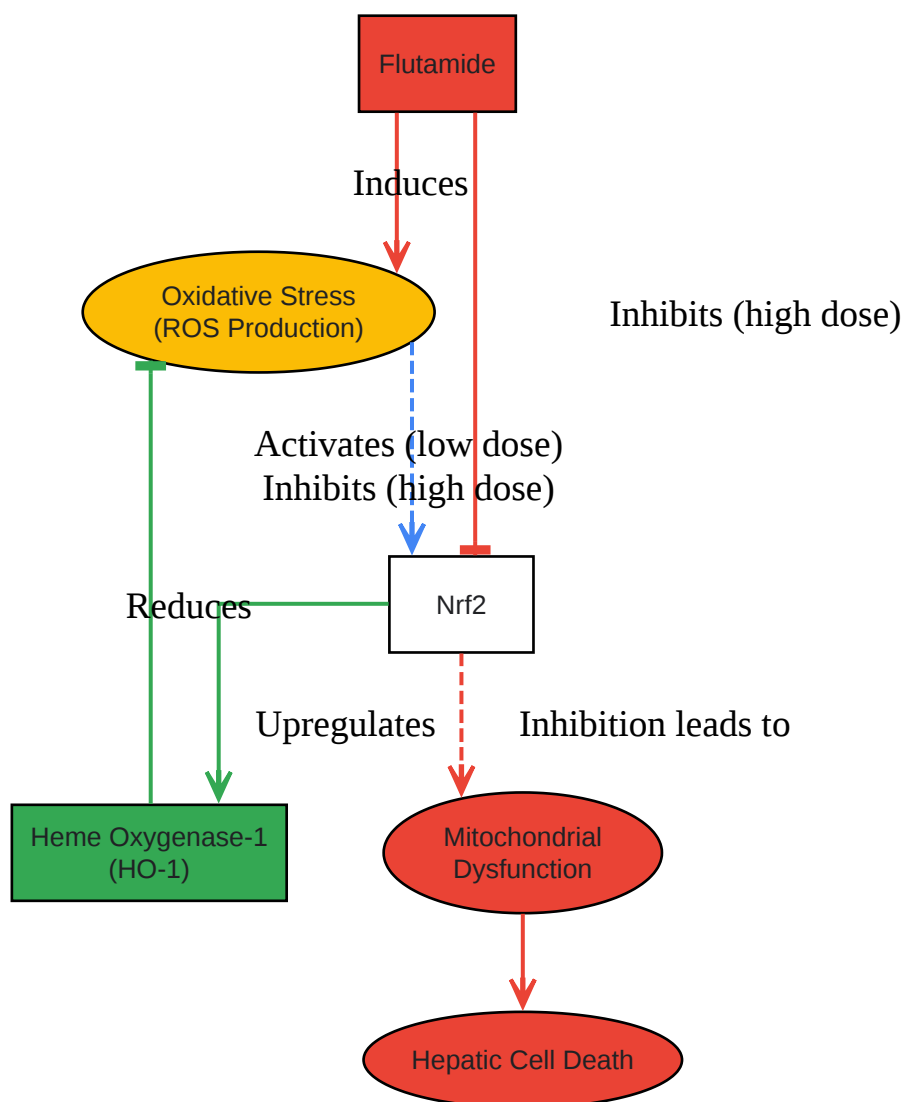 Flutamide
Induces
Oxidative Stress
(ROS Production)
Inhibits (high dose)
Activates (low dose)
Inhibits (high dose)
Nrf2
Reduces
Upregulates
Inhibition leads to
Heme Oxygenase-1
(HO-1)
Mitochondrial
Dysfunction
Hepatic Cell Death